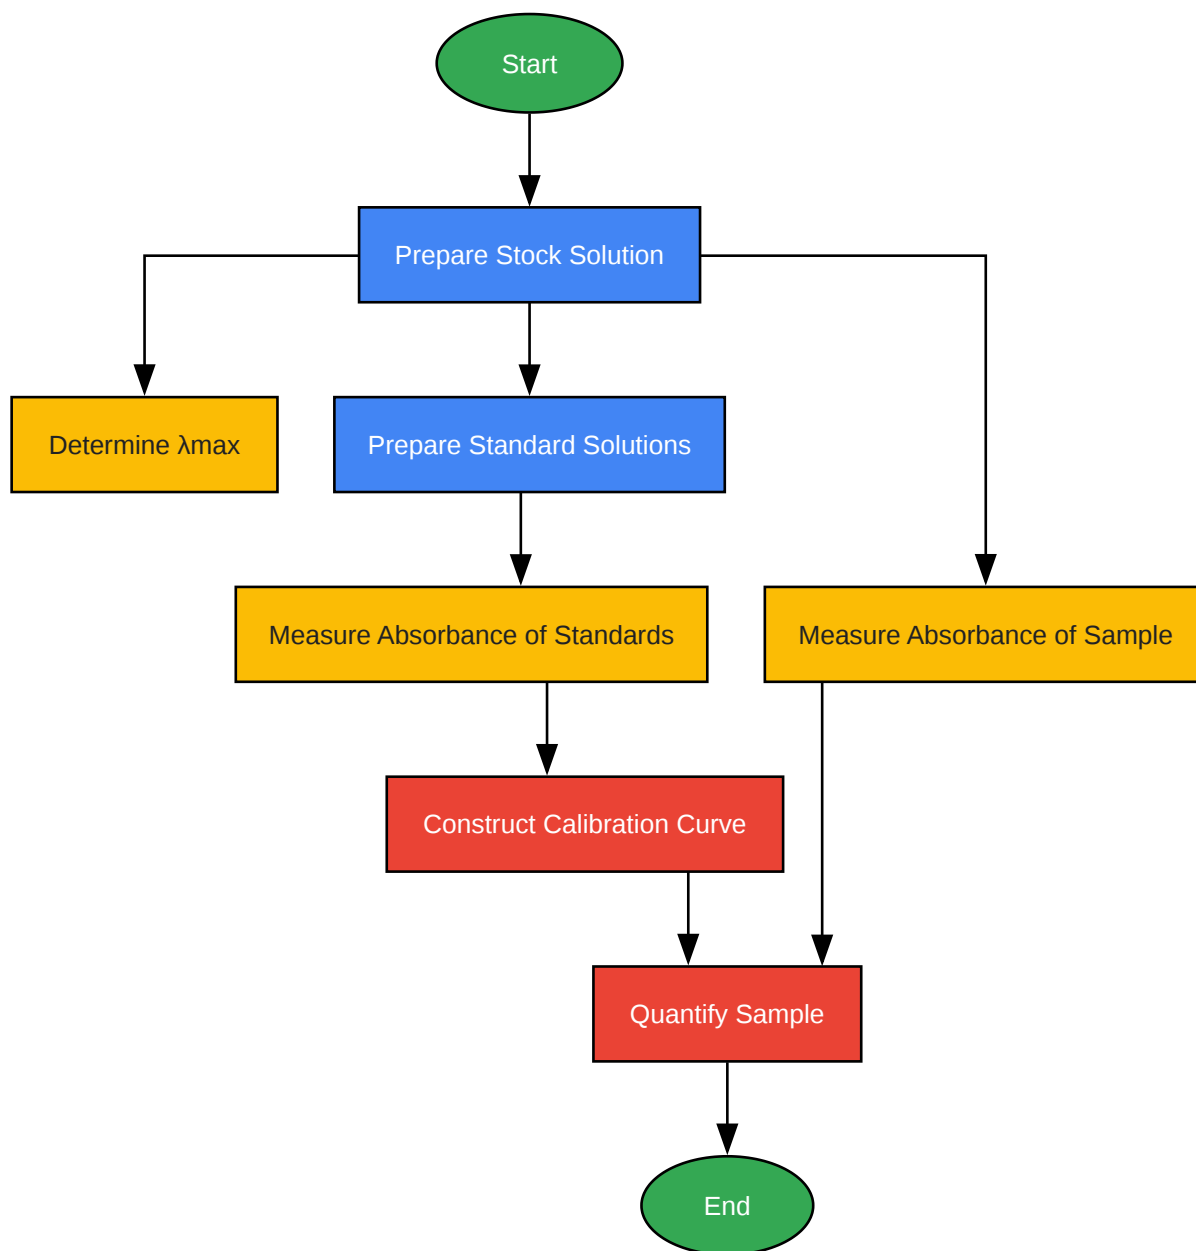 Start
Prepare Stock Solution
Determine λmax
Prepare Standard Solutions
Measure Absorbance of Standards
Measure Absorbance of Sample
Construct Calibration Curve
Quantify Sample
End